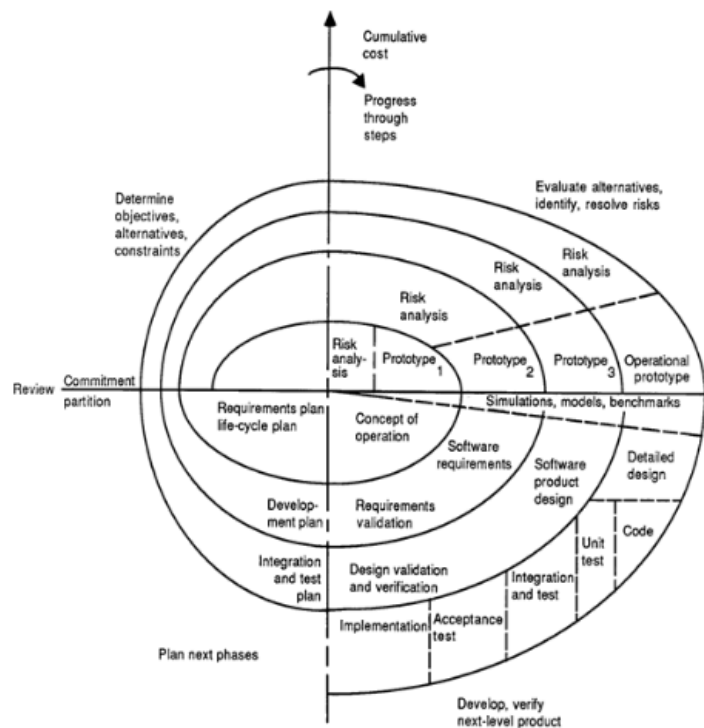 Cumulative
cost
Progress
through
steps
Determine
objectives,
alternatives,
constraints
Evaluate alternatives,
identify, resolve risks
Risk
analysis
Risk
analysis
Risk
analysis
Risk
analy-
sis
Prototype 1
Prototype 2
Prototype 3
Operational
prototype
Review
Commitment
partition
Simulations, models, benchmarks
Requirements plan
life-cycle plan
Concept of
operation
Software
requirements
Software
product
design
Detailed
design
Develop-
ment plan
Requirements
validation
Code
Unit
test
Integration
and test
plan
Design validation
and verification
Integration
and test
Acceptance
test
Implementation
Plan next phases
Develop, verify
next-level product